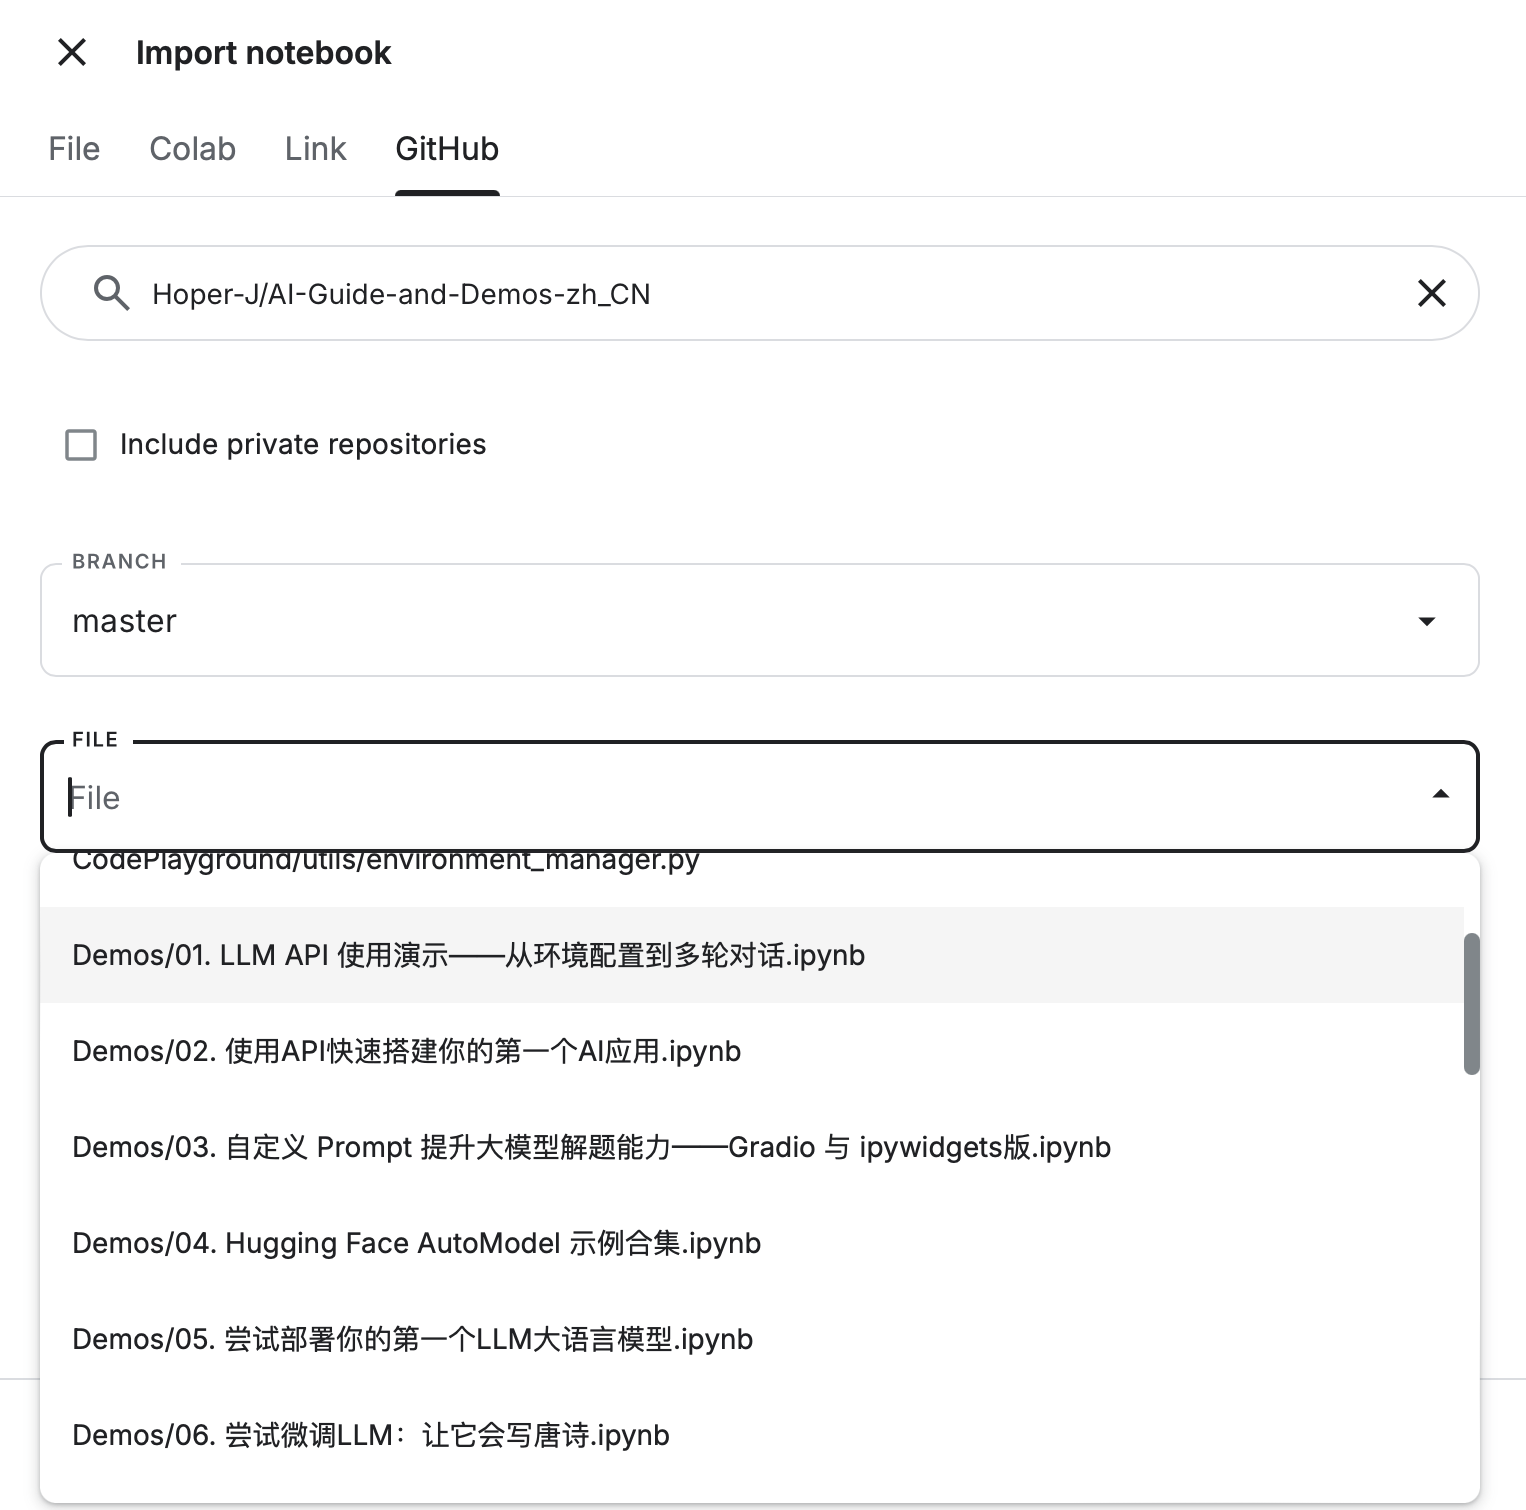 Import notebook
File Colab Link GitHub
Hoper-J/AI-Guide-and-Demos-zh_CN
Include private repositories
BRANCH
master
FILE
File
CodePlayground/utils/environment_manager.py
Demos/01. LLM API 使用演示——从环境配置到多轮对话.ipynb
Demos/02. 使用API快速搭建你的第一个AI应用.ipynb
Demos/03. 自定义 Prompt 提升大模型解题能力——Gradio 与 ipywidgets版.ipynb
Demos/04. Hugging Face AutoModel 示例合集.ipynb
Demos/05. 尝试部署你的第一个LLM大语言模型.ipynb
Demos/06. 尝试微调LLM：让它会写唐诗.ipynb